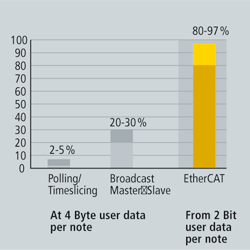 80-97 %
100
90
80
70
60
50
40
30
20
10
0
2-5 %
20-30 %
Polling/
Timeslicing
Broadcast
Master□Slave
EtherCAT
At 4 Byte user data
per note
From 2 Bit
user data
per note